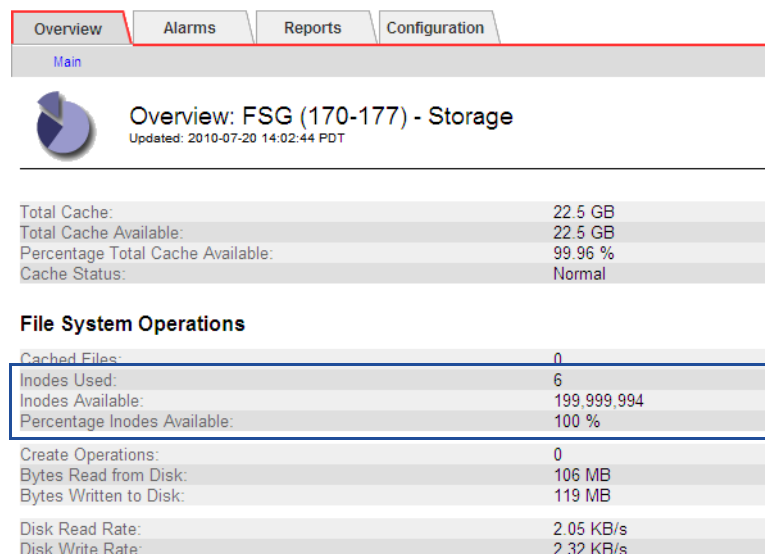 Overview Alarms Reports Configuration
Main
Overview: FSG (170-177) - Storage
Updated: 2010-07-20 14:02:44 PDT
Total Cache: 22.5 GB
Total Cache Available: 22.5 GB
Percentage Total Cache Available: 99.96 %
Cache Status: Normal
File System Operations
Cached Files: 0
Inodes Used: 6
Inodes Available: 199,999,994
Percentage Inodes Available: 100 %
Create Operations: 0
Bytes Read from Disk: 106 MB
Bytes Written to Disk: 119 MB
Disk Read Rate: 2.05 KB/s
Disk Write Rate: 2.32 KB/s